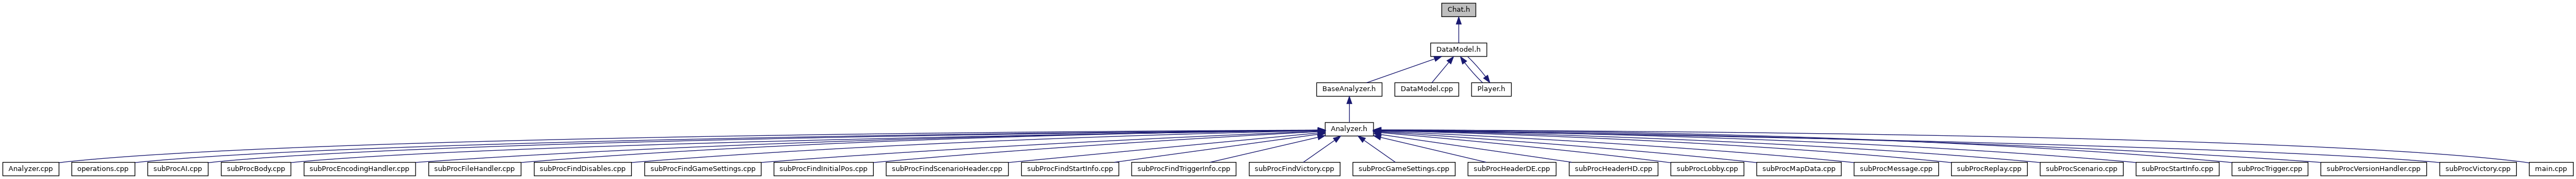 Chat.h
DataModel.h
BaseAnalyzer.h DataModel.cpp Player.h
Analyzer.h
Analyzer.cpp operations.cpp subProcAI.cpp subProcBody.cpp subProcEncodingHandler.cpp subProcFileHandler.cpp subProcFindDisables.cpp subProcFindGameSettings.cpp subProcFindInitialPos.cpp subProcFindScenarioHeader.cpp subProcFindStartInfo.cpp subProcFindTriggerInfo.cpp subProcFindVictory.cpp subProcGameSettings.cpp subProcHeaderDE.cpp subProcHeaderHD.cpp subProcLobby.cpp subProcMapData.cpp subProcMessage.cpp subProcReplay.cpp subProcScenario.cpp subProcStartInfo.cpp subProcTrigger.cpp subProcVersionHandler.cpp subProcVictory.cpp main.cpp